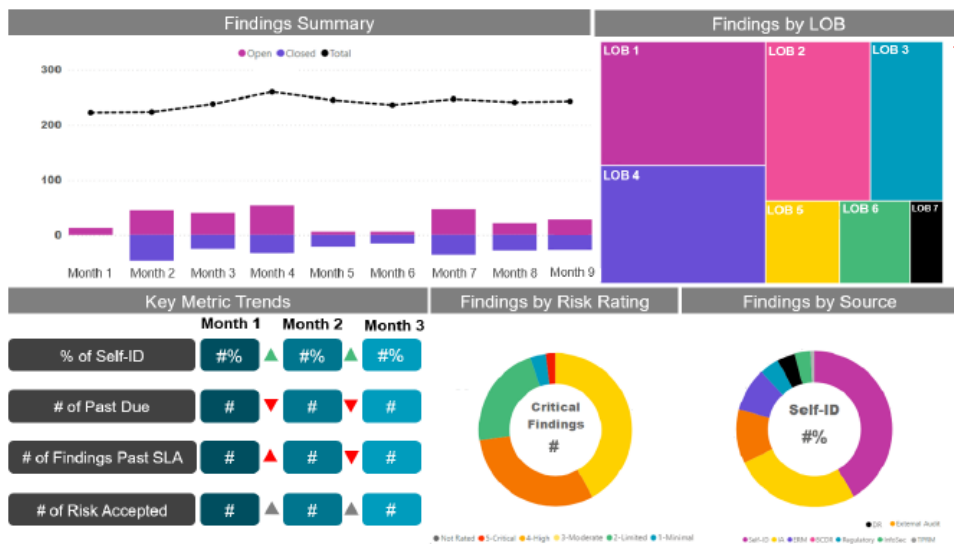 Findings Summary
Open Closed Total
300
200
100
0
Month 1 Month 2 Month 3 Month 4 Month 5 Month 6 Month 7 Month 8 Month 9
Findings by LOB
LOB 1
LOB 2
LOB 3
LOB 4
LOB 5
LOB 6
LOB 7
Key Metric Trends
Month 1 Month 2 Month 3
% of Self-ID #% #% #%
# of Past Due # # #
# of Findings Past SLA # # #
# of Risk Accepted # # #
Findings by Risk Rating
Critical
Findings
#
Not Rated 5-Critical 4-High 3-Moderate 2-Limited 1-Minimal
Findings by Source
Self-ID
#%
DR External Audit
Self-ID IA ERM BCDR Regulatory InfoSec TPRM